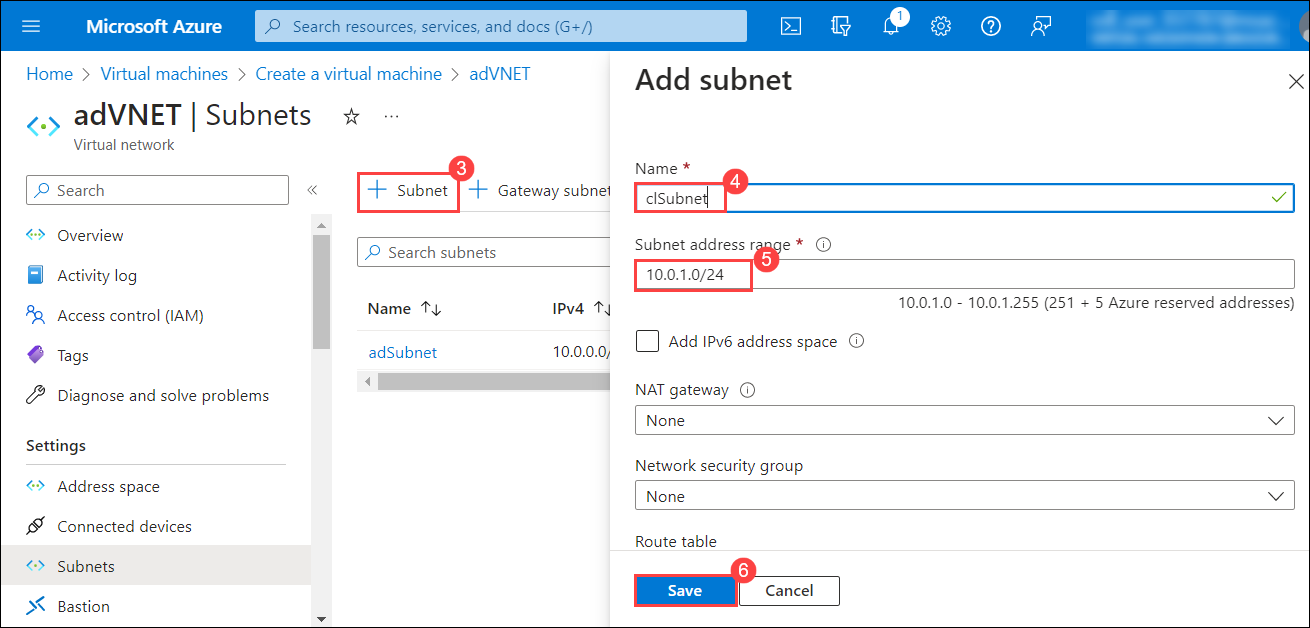 Microsoft Azure
Search resources, services, and docs (G+/)
1
Home > Virtual machines > Create a virtual machine > adVNET
adVNET | Subnets
...
Virtual network
Search
«
Overview
Activity log
Access control (IAM)
Tags
Diagnose and solve problems
Settings
Address space
Connected devices
Subnets
Bastion
3
+ Subnet
+ Gateway subnet
Search subnets
Name ↑↓
IPv4 ↑↓
adSubnet
10.0.0.0/
Add subnet
Name *
4
clSubnet
Subnet address range *
5
10.0.1.0/24
10.0.1.0 - 10.0.1.255 (251 + 5 Azure reserved addresses)
Add IPv6 address space
NAT gateway
None
Network security group
None
Route table
6
Save
Cancel